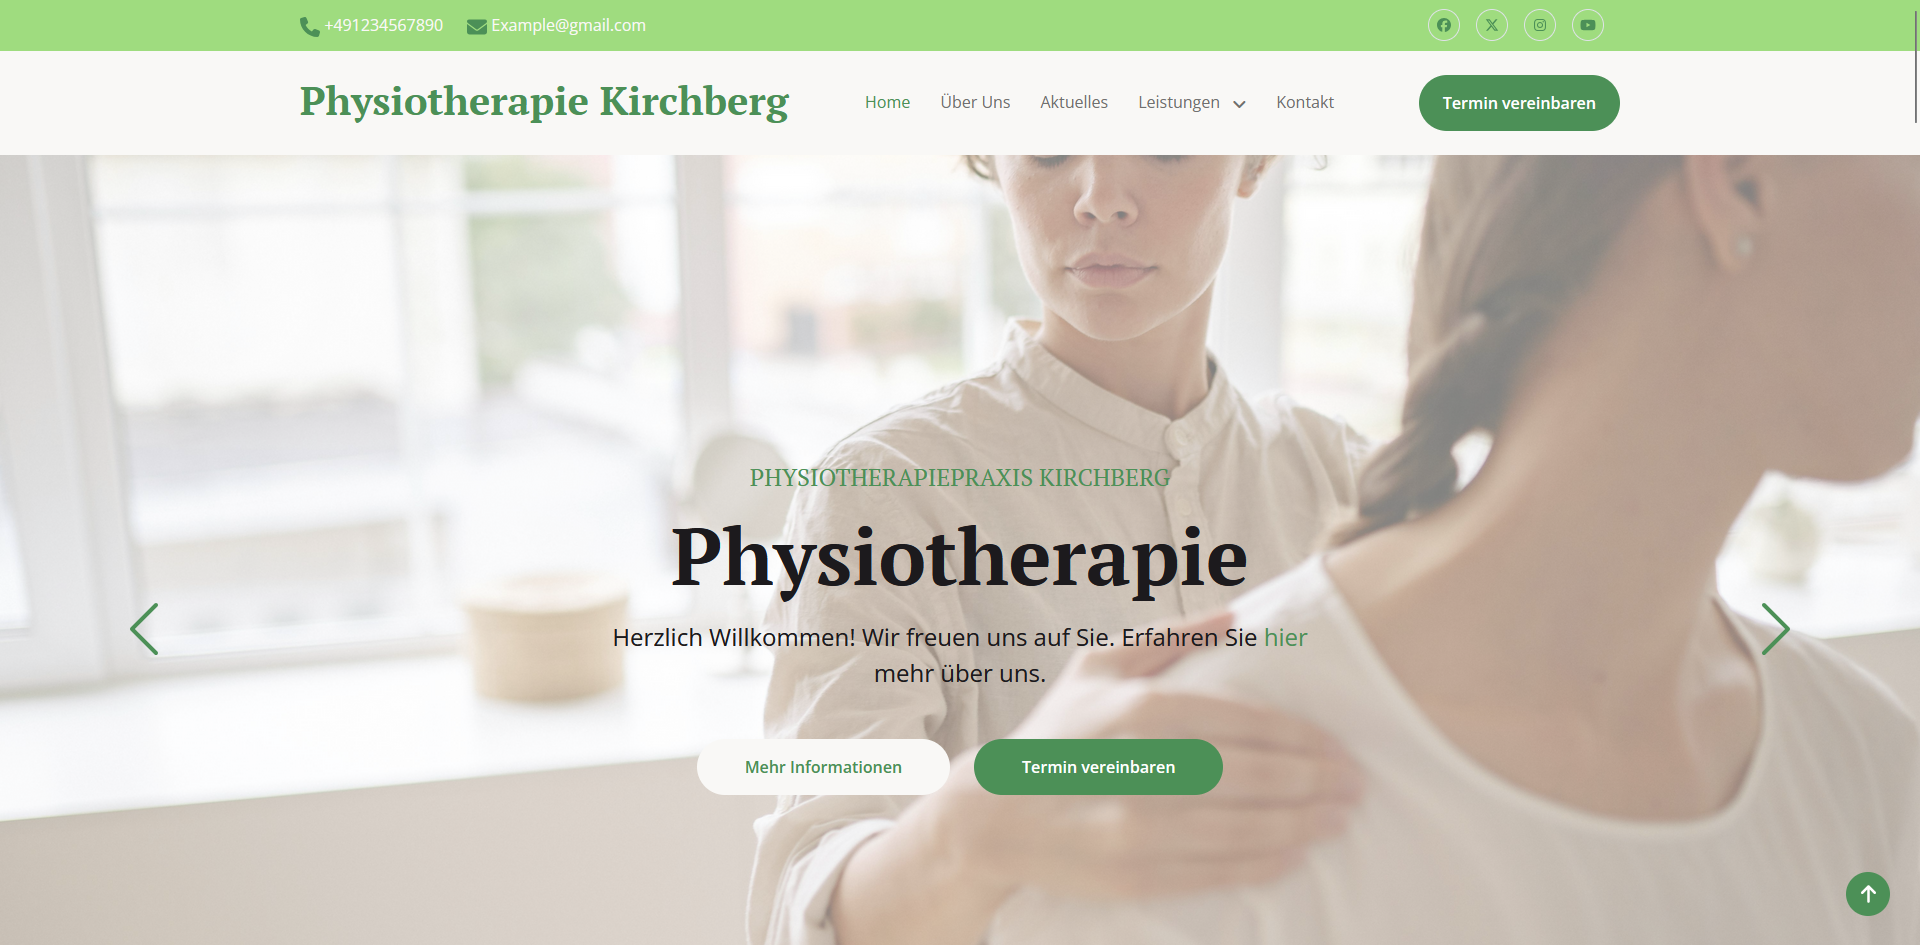 +491234567890 Example@gmail.com
Physiotherapie Kirchberg
Home Über Uns Aktuelles Leistungen Kontakt
Termin vereinbaren
PHYSIOTHERAPIEPRAXIS KIRCHBERG
Physiotherapie
Herzlich Willkommen! Wir freuen uns auf Sie. Erfahren Sie hier
mehr über uns.
Mehr Informationen
Termin vereinbaren